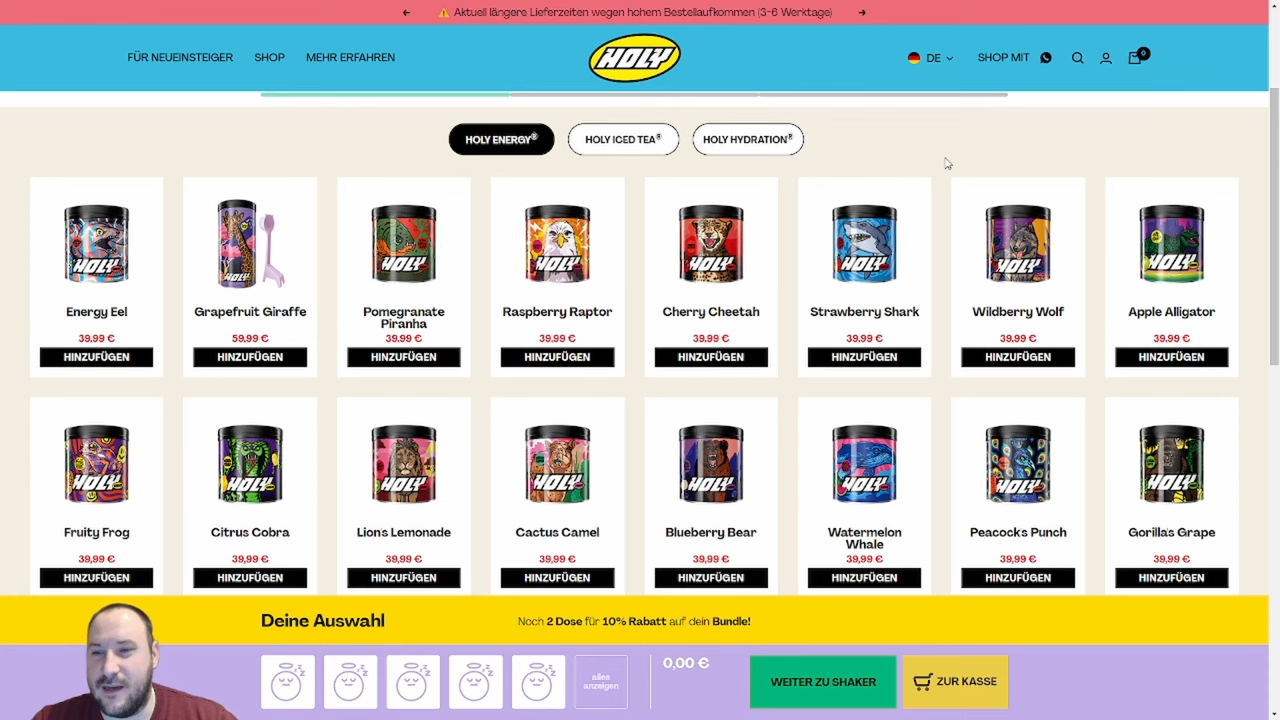 ⚠️ Aktuell längere Lieferzeiten wegen hohem Bestellaufkommen (3-6 Werktage)
FÜR NEUEINSTEIGER SHOP MEHR ERFAHREN HOLY DE SHOP MIT 0
HOLY ENERGY® HOLY ICED TEA® HOLY HYDRATION®
HOLY HOLY HOLY HOLY HOLY HOLY HOLY HOLY
Energy Eel Grapefruit Giraffe Pomegranate Piranha Raspberry Raptor Cherry Cheetah Strawberry Shark Wildberry Wolf Apple Alligator
39,99 € 59,99 € 39,99 € 39,99 € 39,99 € 39,99 € 39,99 € 39,99 €
HINZUFÜGEN HINZUFÜGEN HINZUFÜGEN HINZUFÜGEN HINZUFÜGEN HINZUFÜGEN HINZUFÜGEN HINZUFÜGEN
HOLY HOLY HOLY HOLY HOLY HOLY HOLY HOLY
Fruity Frog Citrus Cobra Lion's Lemonade Cactus Camel Blueberry Bear Watermelon Whale Peacock's Punch Gorilla's Grape
39,99 € 39,99 € 39,99 € 39,99 € 39,99 € 39,99 € 39,99 € 39,99 €
HINZUFÜGEN HINZUFÜGEN HINZUFÜGEN HINZUFÜGEN HINZUFÜGEN HINZUFÜGEN HINZUFÜGEN HINZUFÜGEN
Deine Auswahl Noch 2 Dose für 10% Rabatt auf dein Bundle!
alles anzeigen 0,00 € WEITER ZU SHAKER ZUR KASSE